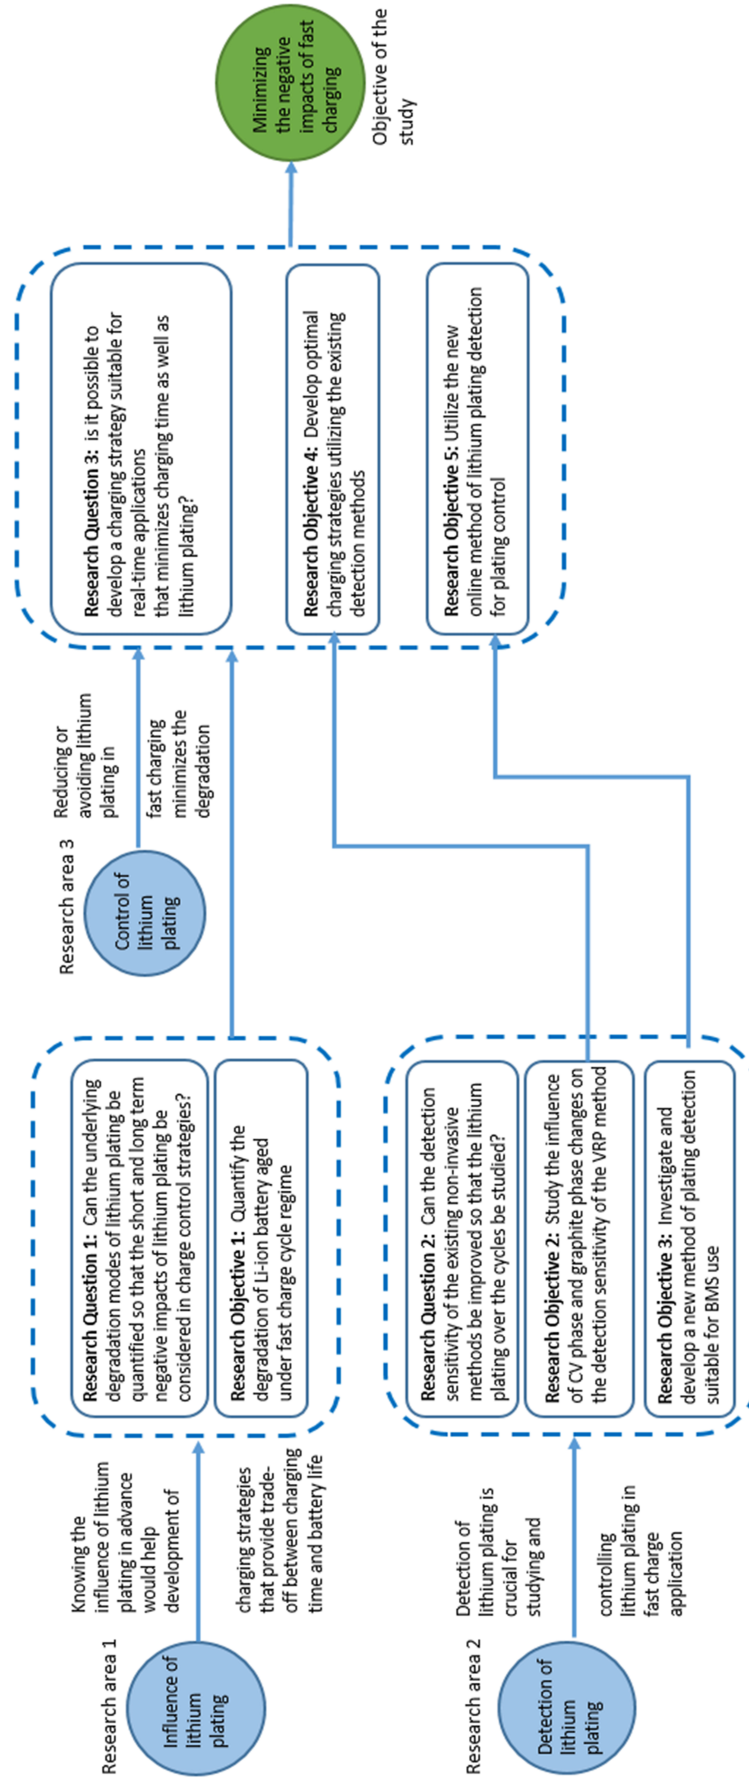 Research area 1
Influence of
lithium
plating
Knowing the
influence of lithium
plating in advance
would help
development of
charging strategies
that provide trade-
off between charging
time and battery life
Research Question 1: Can the underlying
degradation modes of lithium plating be
quantified so that the short and long term
negative impacts of lithium plating be
considered in charge control strategies?
Research Objective 1: Quantify the
degradation of Li-ion battery aged
under fast charge cycle regime
Research area 2
Detection of
lithium
plating
Detection of
lithium plating is
crucial for
studying and
controlling
lithium plating in
fast charge
application
Research Question 2: Can the detection
sensitivity of the existing non-invasive
methods be improved so that the lithium
plating over the cycles be studied?
Research Objective 2: Study the influence
of CV phase and graphite phase changes on
the detection sensitivity of the VRP method
Research Objective 3: Investigate and
develop a new method of plating detection
suitable for BMS use
Research area 3
Control of
lithium
plating
Reducing or
avoiding lithium
plating in
fast charging
minimizes the
degradation
Research Question 3: is it possible to
develop a charging strategy suitable for
real-time applications
that minimizes charging time as well as
lithium plating?
Research Objective 4: Develop optimal
charging strategies utilizing the existing
detection methods
Research Objective 5: Utilize the new
online method of lithium plating detection
for plating control
Minimizing
the negative
impacts of fast
charging
Objective of the
study